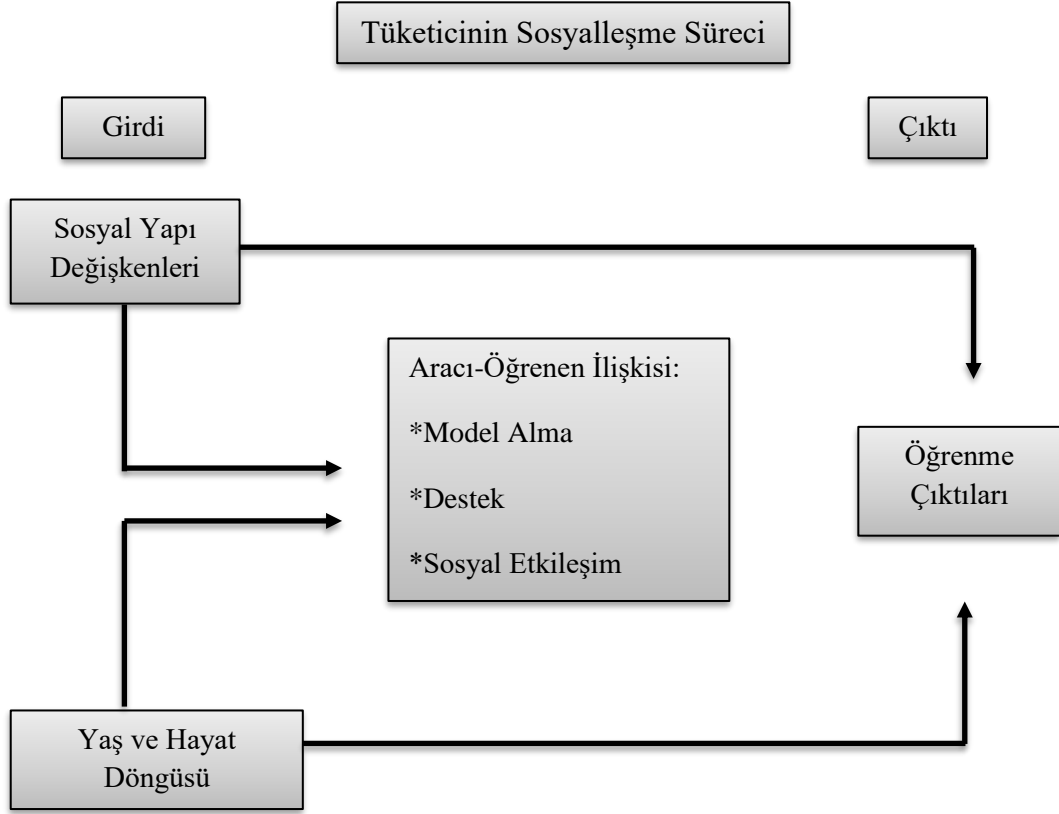 Tüketicinin Sosyalleşme Süreci
Girdi
Çıktı
Sosyal Yapı
Değişkenleri
Aracı-Öğrenen İlişkisi:
*Model Alma
*Destek
*Sosyal Etkileşim
Öğrenme
Çıktıları
Yaş ve Hayat
Döngüsü